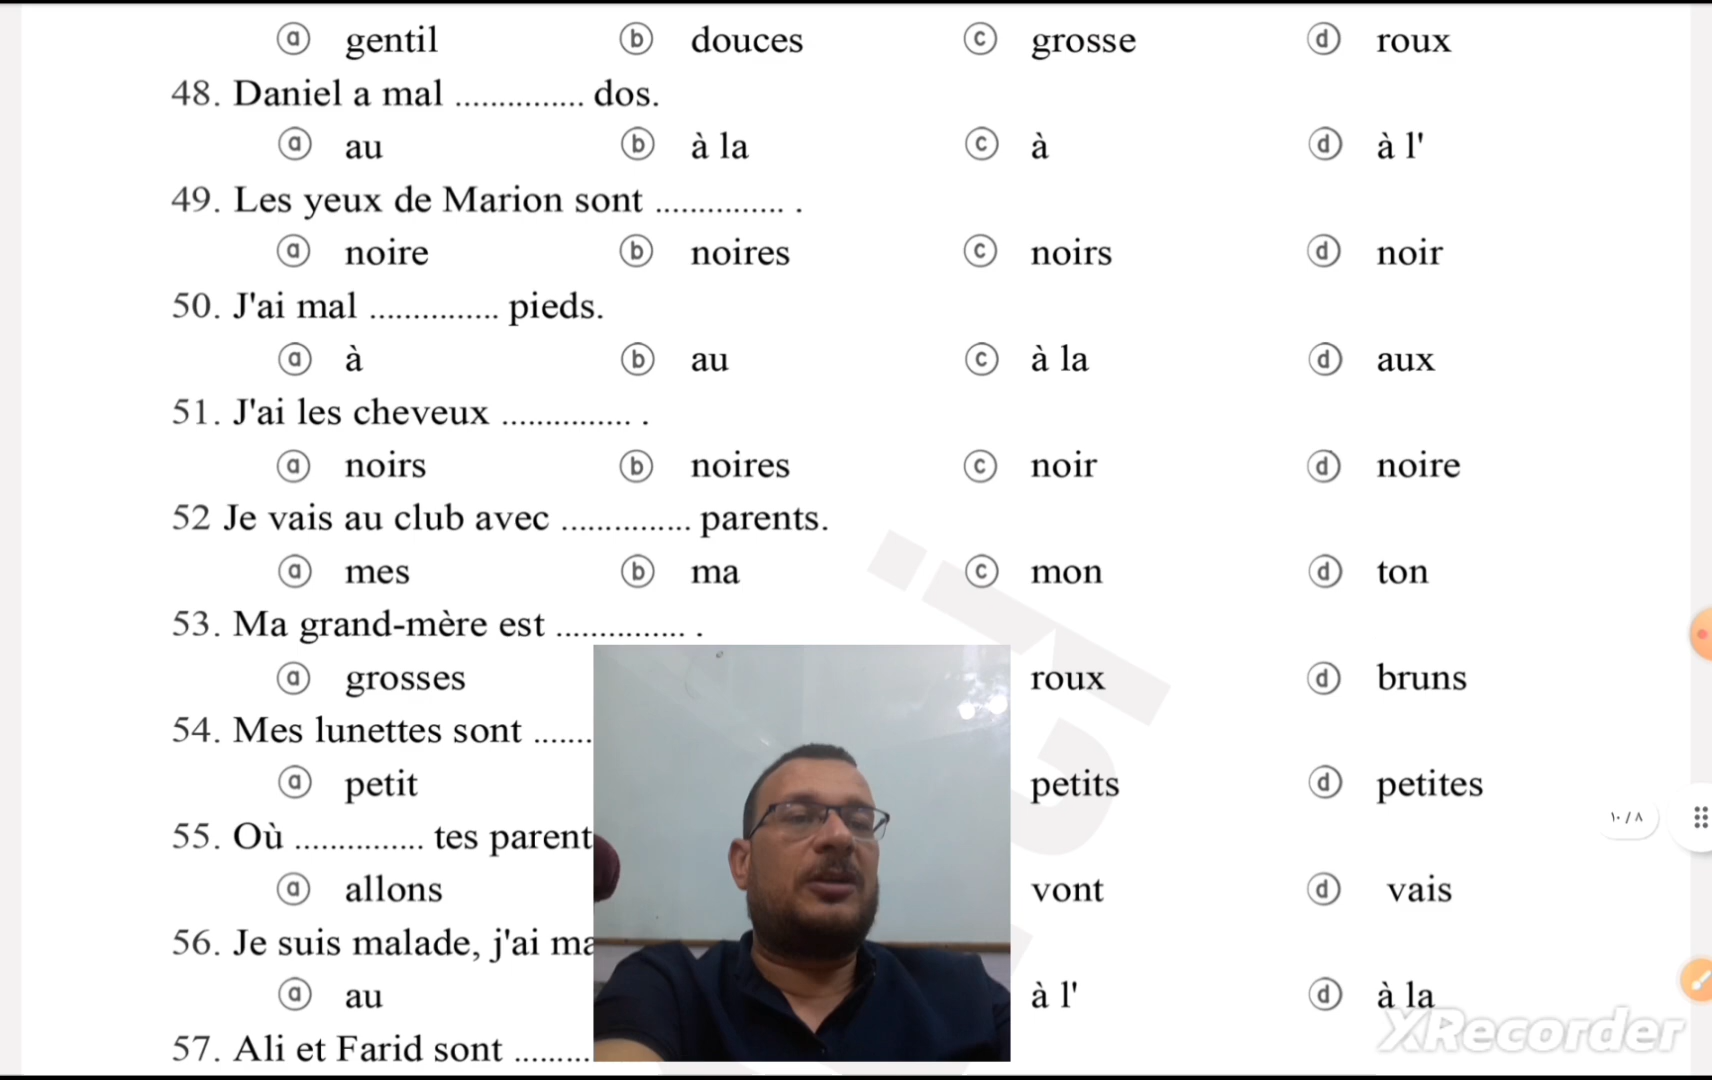 ⓐ gentil ⓑ douces ⓒ grosse ⓓ roux
48. Daniel a mal ............... dos.
ⓐ au ⓑ à la ⓒ à ⓓ à l'
49. Les yeux de Marion sont ............... .
ⓐ noire ⓑ noires ⓒ noirs ⓓ noir
50. J'ai mal ............... pieds.
ⓐ à ⓑ au ⓒ à la ⓓ aux
51. J'ai les cheveux ............... .
ⓐ noirs ⓑ noires ⓒ noir ⓓ noire
52 Je vais au club avec ............... parents.
ⓐ mes ⓑ ma ⓒ mon ⓓ ton
53. Ma grand-mère est ............... .
ⓐ grosses roux ⓓ bruns
54. Mes lunettes sont .......
ⓐ petit petits ⓓ petites
١٠ / ٨
55. Où ............... tes parent
ⓐ allons vont ⓓ vais
56. Je suis malade, j'ai ma
ⓐ au à l' ⓓ à la
XRecorder
57. Ali et Farid sont .........